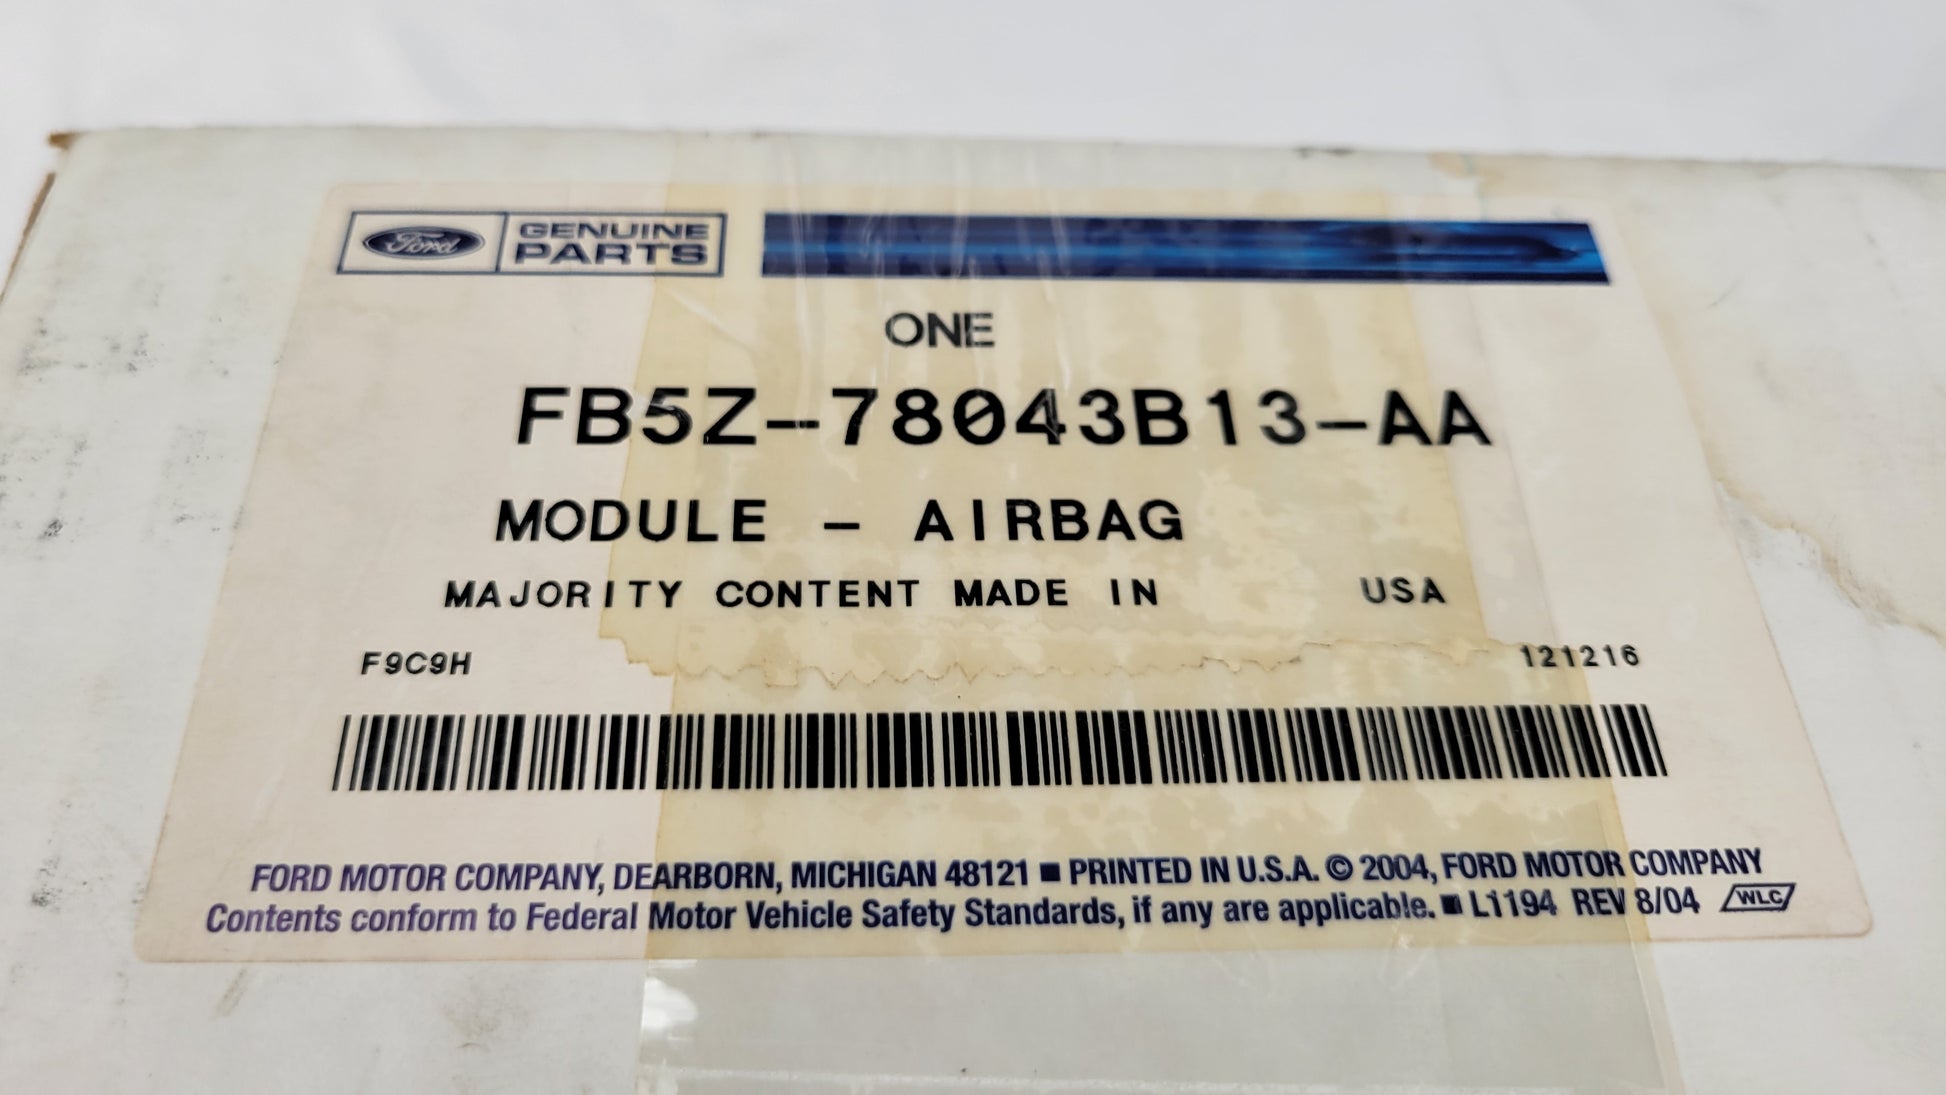 Ford GENUINE PARTS
ONE
FB5Z-78043B13-AA
MODULE - AIRBAG
MAJORITY CONTENT MADE IN USA
F9C9H 121216
FORD MOTOR COMPANY, DEARBORN, MICHIGAN 48121 ■ PRINTED IN U.S.A. © 2004, FORD MOTOR COMPANY
Contents conform to Federal Motor Vehicle Safety Standards, if any are applicable. ■ L1194 REV 8/04 WLC